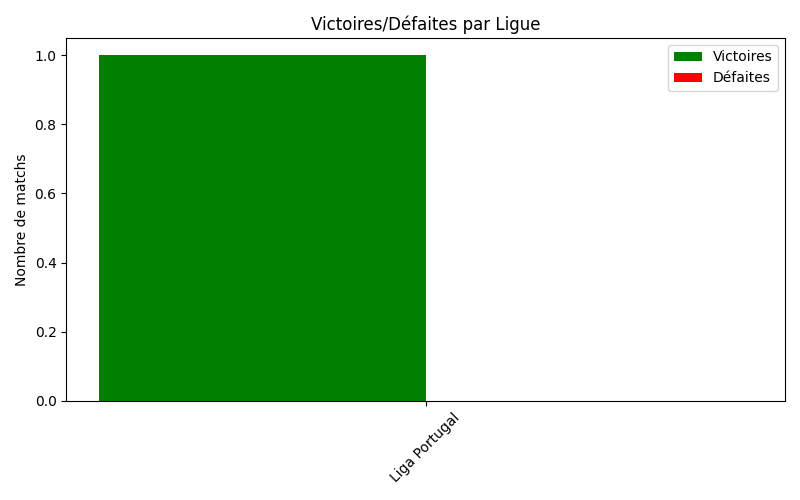 Victoires/Défaites par Ligue
Victoires
Défaites
Nombre de matchs
1.0
0.8
0.6
0.4
0.2
0.0
Liga Portugal